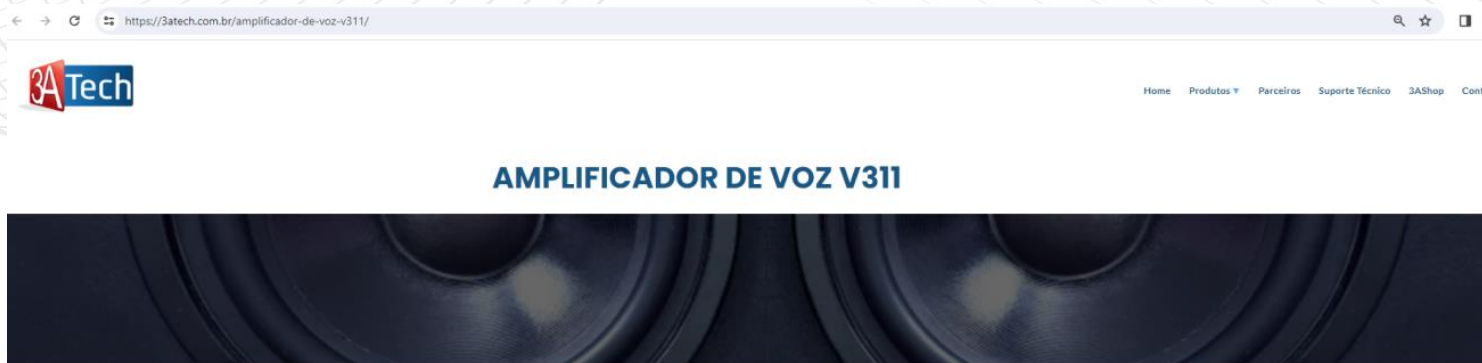 https://3atech.com.br/amplificador-de-voz-v311/
3A Tech
Home Produtos Parceiros Suporte Técnico 3AShop Cont
AMPLIFICADOR DE VOZ V311